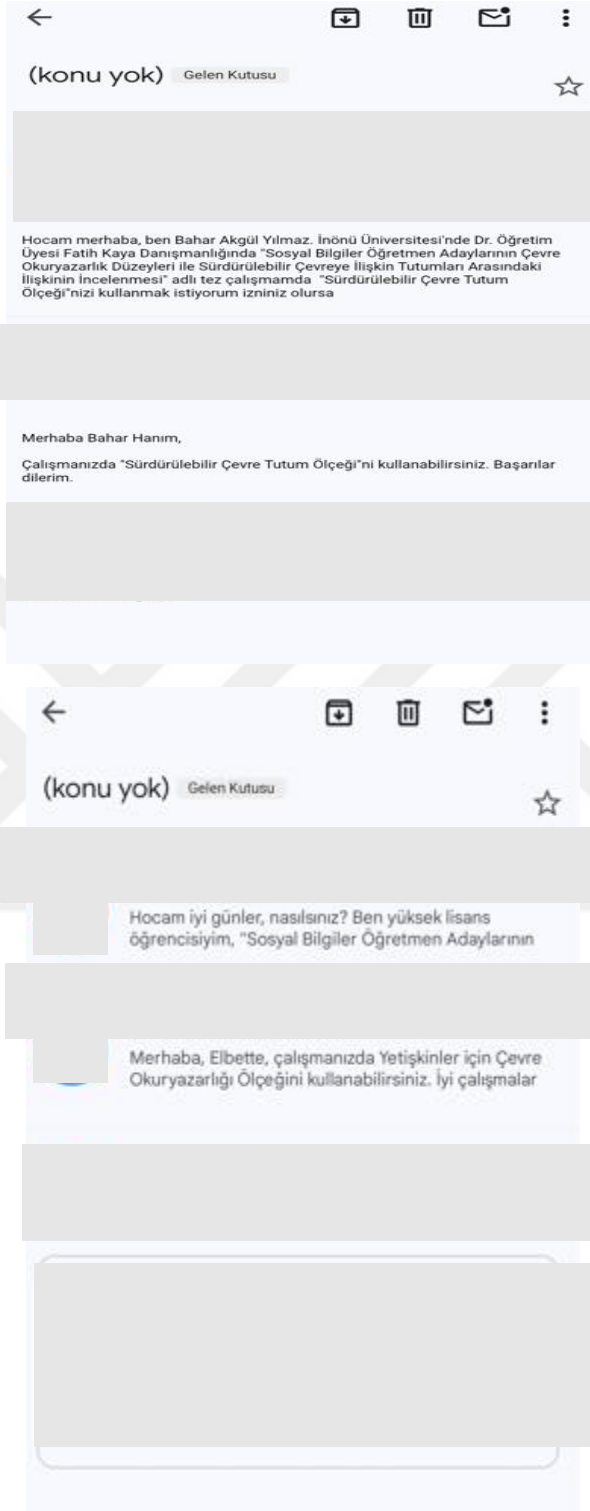 (konu yok) Gelen Kutusu
Hocam merhaba, ben Bahar Akgül Yılmaz. İnönü Üniversitesi'nde Dr. Öğretim
Üyesi Fatih Kaya Danışmanlığında "Sosyal Bilgiler Öğretmen Adaylarının Çevre
Okuryazarlık Düzeyleri ile Sürdürülebilir Çevreye İlişkin Tutumları Arasındaki
İlişkinin İncelenmesi" adlı tez çalışmamda "Sürdürülebilir Çevre Tutum
Ölçeği"nizi kullanmak istiyorum izniniz olursa
Merhaba Bahar Hanım,
Çalışmanızda "Sürdürülebilir Çevre Tutum Ölçeği"ni kullanabilirsiniz. Başarılar
dilerim.
(konu yok) Gelen Kutusu
Hocam iyi günler, nasılsınız? Ben yüksek lisans
öğrencisiyim, "Sosyal Bilgiler Öğretmen Adaylarının
Merhaba, Elbette, çalışmanızda Yetişkinler için Çevre
Okuryazarlığı Ölçeğini kullanabilirsiniz. İyi çalışmalar